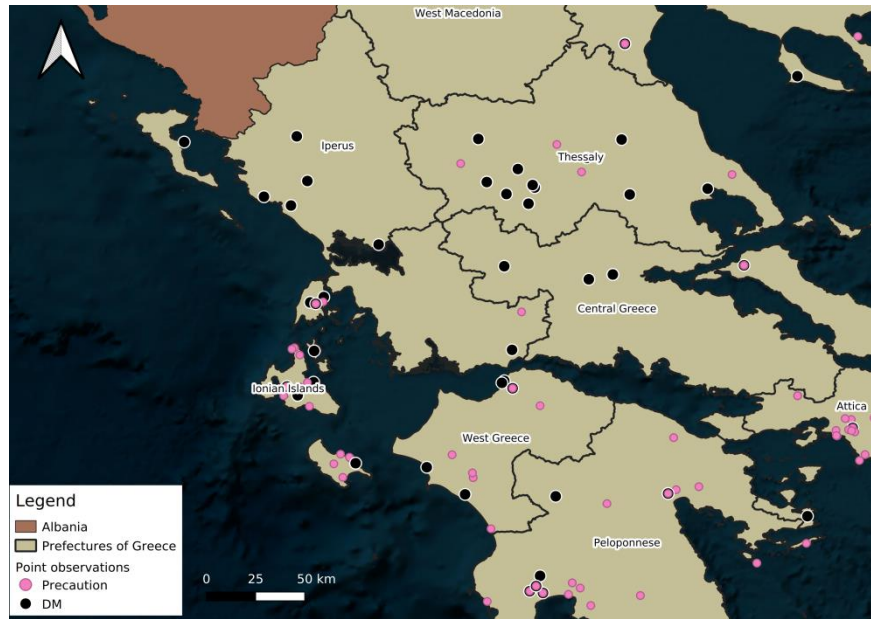 West Macedonia
Iperus
Thessaly
Central Greece
Ionian Islands
Attica
West Greece
Peloponnese
Legend
Albania
Prefectures of Greece
Point observations
Precaution
DM
0 25 50 km